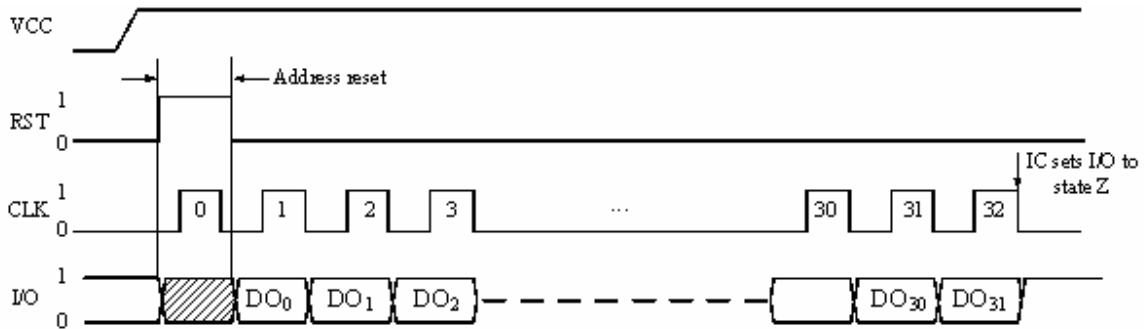 VCC
Address reset
1
RST
0
IC sets I/O to
state Z
1
CLK
0
0 1 2 3 ... 30 31 32
1
I/O
0
DO₀ DO₁ DO₂ DO₃₀ DO₃₁